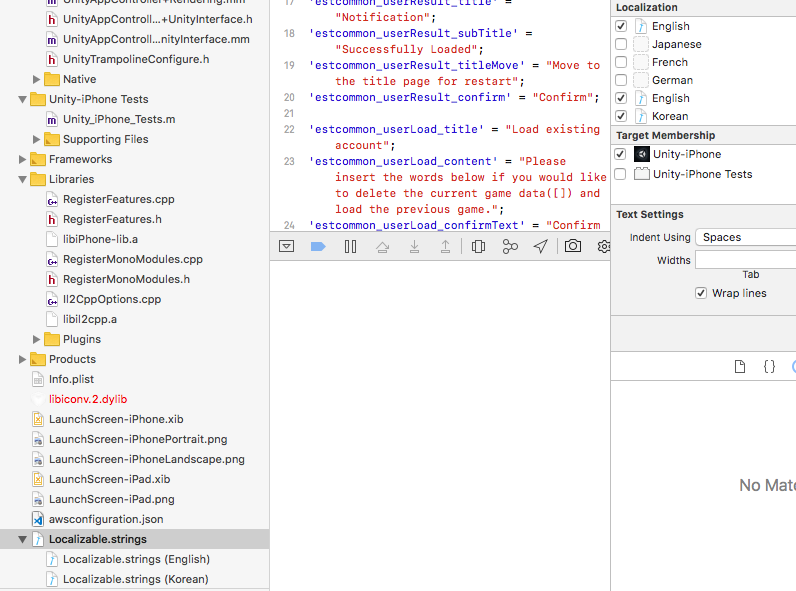 UnityAppController+Rendering.mm
UnityAppControll...+UnityInterface.h
UnityAppControll...nityInterface.mm
UnityTrampolineConfigure.h
Native
Unity-iPhone Tests
Unity_iPhone_Tests.m
Supporting Files
Frameworks
Libraries
RegisterFeatures.cpp
RegisterFeatures.h
libiPhone-lib.a
RegisterMonoModules.cpp
RegisterMonoModules.h
Il2CppOptions.cpp
libil2cpp.a
Plugins
Products
Info.plist
libiconv.2.dylib
LaunchScreen-iPhone.xib
LaunchScreen-iPhonePortrait.png
LaunchScreen-iPhoneLandscape.png
LaunchScreen-iPad.xib
LaunchScreen-iPad.png
awsconfiguration.json
Localizable.strings
Localizable.strings (English)
Localizable.strings (Korean)
17 'estcommon_userResult_title' =
"Notification";
18 'estcommon_userResult_subTitle' =
"Successfully Loaded";
19 'estcommon_userResult_titleMove' = "Move to
the title page for restart";
20 'estcommon_userResult_confirm' = "Confirm";
21
22 'estcommon_userLoad_title' = "Load existing
account";
23 'estcommon_userLoad_content' = "Please
insert the words below if you would like
to delete the current game data([]) and
load the previous game.";
24 'estcommon_userLoad_confirmText' = "Confirm
Localization
English
Japanese
French
German
English
Korean
Target Membership
Unity-iPhone
Unity-iPhone Tests
Text Settings
Indent Using Spaces
Widths
Tab
Wrap lines
{}
No Matc